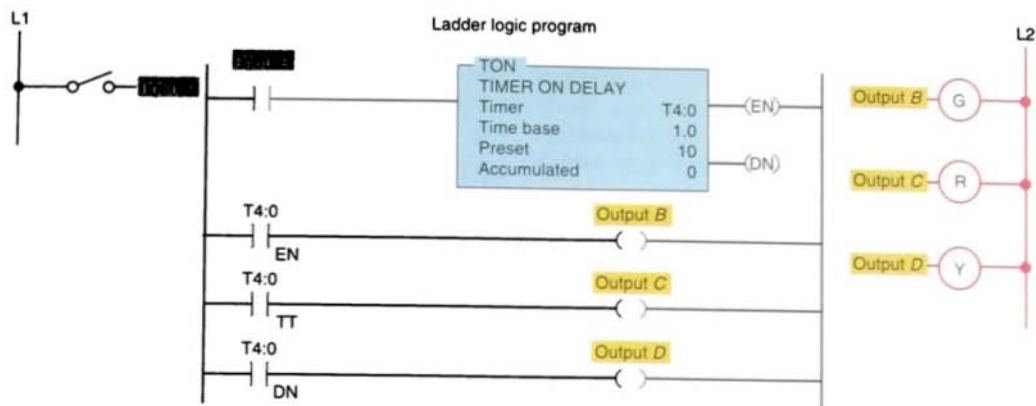 L1
Ladder logic program
L2
TON
TIMER ON DELAY
Timer T4:0
Time base 1.0
Preset 10
Accumulated 0
(EN)
(DN)
T4:0
EN
Output B
T4:0
TT
Output C
T4:0
DN
Output D
Output B G
Output C R
Output D Y